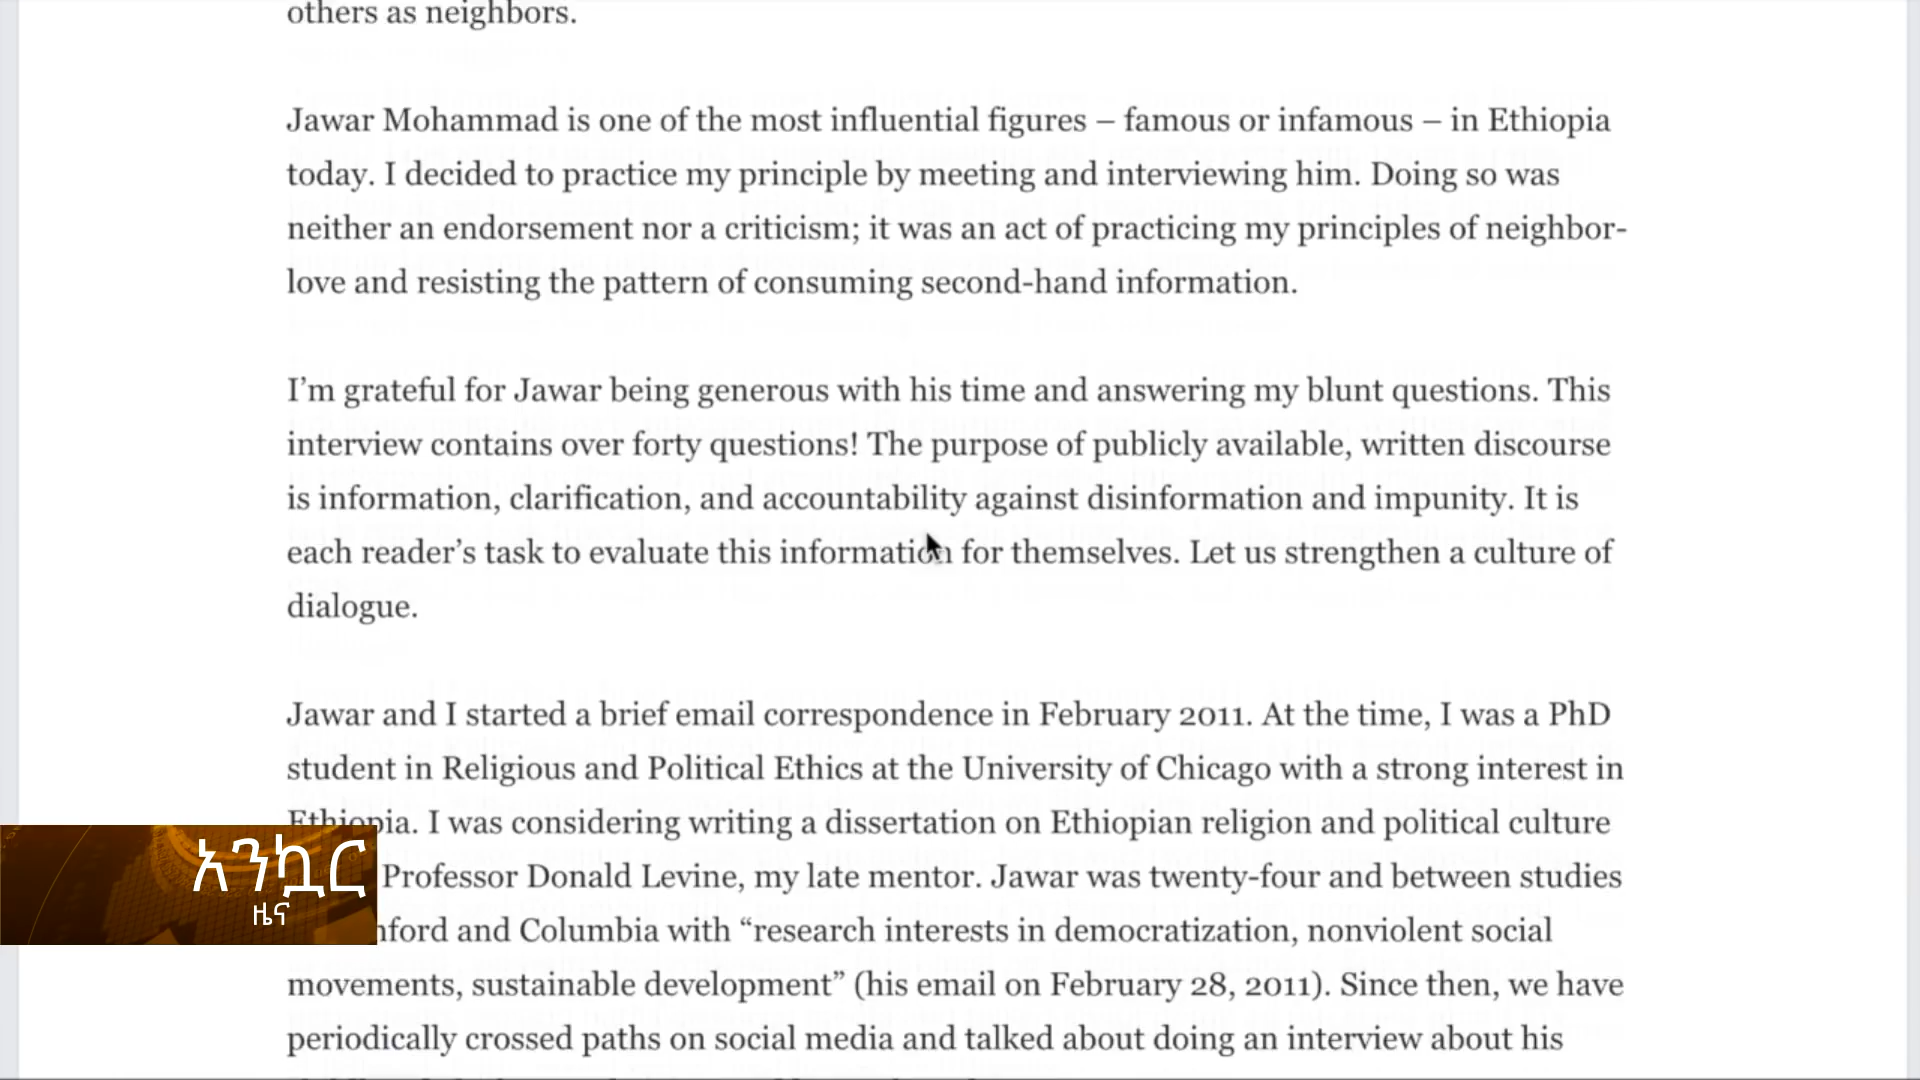 others as neighbors.
Jawar Mohammad is one of the most influential figures – famous or infamous – in Ethiopia
today. I decided to practice my principle by meeting and interviewing him. Doing so was
neither an endorsement nor a criticism; it was an act of practicing my principles of neighbor-
love and resisting the pattern of consuming second-hand information.
I’m grateful for Jawar being generous with his time and answering my blunt questions. This
interview contains over forty questions! The purpose of publicly available, written discourse
is information, clarification, and accountability against disinformation and impunity. It is
each reader’s task to evaluate this information for themselves. Let us strengthen a culture of
dialogue.
Jawar and I started a brief email correspondence in February 2011. At the time, I was a PhD
student in Religious and Political Ethics at the University of Chicago with a strong interest in
Ethiopia. I was considering writing a dissertation on Ethiopian religion and political culture
Professor Donald Levine, my late mentor. Jawar was twenty-four and between studies
and Columbia with “research interests in democratization, nonviolent social
movements, sustainable development” (his email on February 28, 2011). Since then, we have
periodically crossed paths on social media and talked about doing an interview about his
አንኳር
ዜና